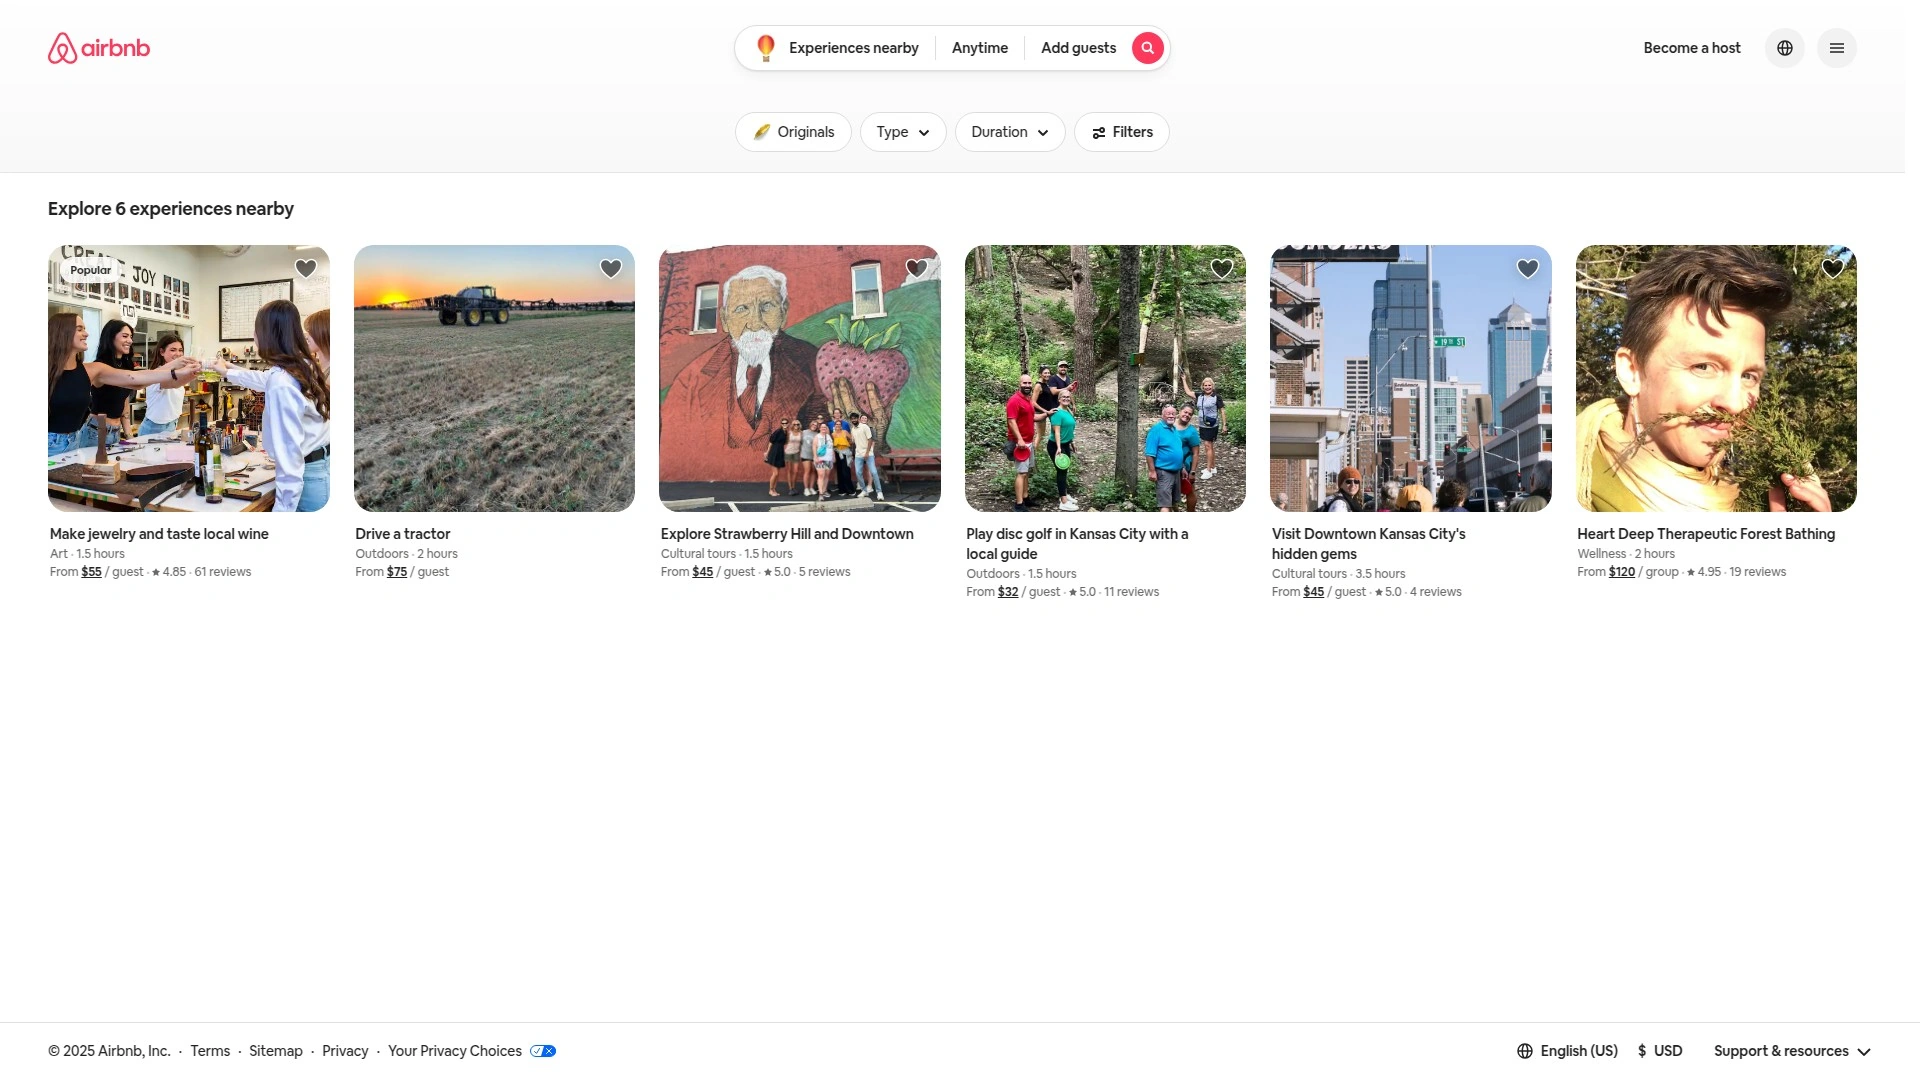 airbnb
Experiences nearby
Anytime
Add guests
Become a host
Originals
Type
Duration
Filters
Explore 6 experiences nearby
CREATE JOY
Popular
Make jewelry and taste local wine
Art · 1.5 hours
From $55 / guest · ★ 4.85 · 61 reviews
Drive a tractor
Outdoors · 2 hours
From $75 / guest
Explore Strawberry Hill and Downtown
Cultural tours · 1.5 hours
From $45 / guest · ★ 5.0 · 5 reviews
Play disc golf in Kansas City with a
local guide
Outdoors · 1.5 hours
From $32 / guest · ★ 5.0 · 11 reviews
19TH ST
Visit Downtown Kansas City's
hidden gems
Cultural tours · 3.5 hours
From $45 / guest · ★ 5.0 · 4 reviews
Heart Deep Therapeutic Forest Bathing
Wellness · 2 hours
From $120 / group · ★ 4.95 · 19 reviews
© 2025 Airbnb, Inc. · Terms · Sitemap · Privacy · Your Privacy Choices
English (US)
$ USD
Support & resources